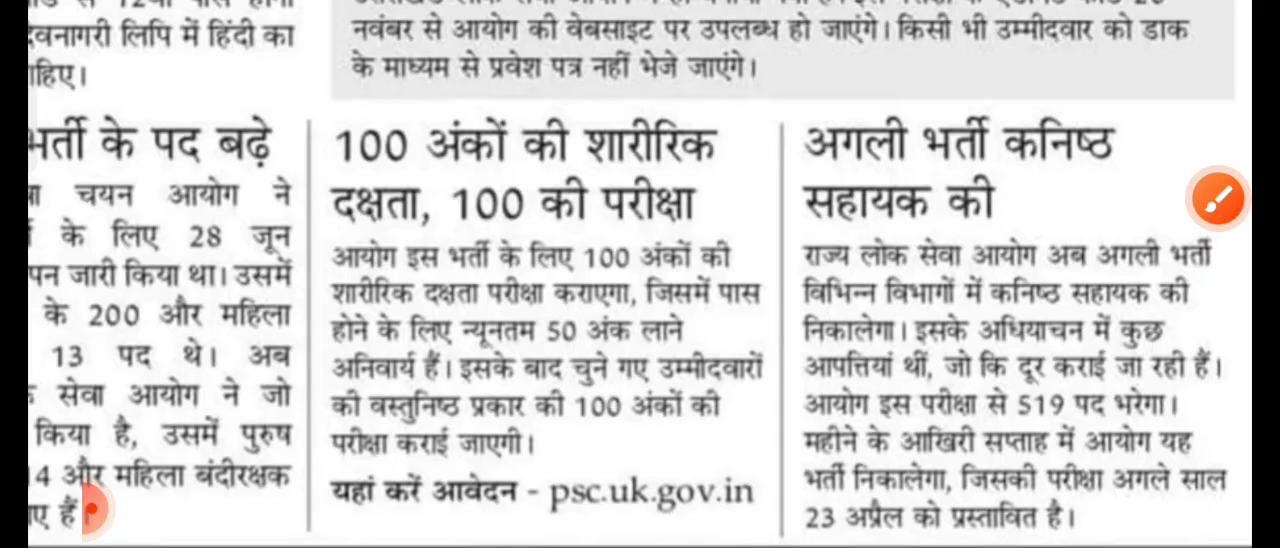 12वीं पास होना
देवनागरी लिपि में हिंदी का
चाहिए।
नवंबर से आयोग की वेबसाइट पर उपलब्ध हो जाएंगे। किसी भी उम्मीदवार को डाक
के माध्यम से प्रवेश पत्र नहीं भेजे जाएंगे।
भर्ती के पद बढ़े
चयन आयोग ने
के लिए 28 जून
जारी किया था। उसमें
के 200 और महिला
13 पद थे। अब
सेवा आयोग ने जो
किया है, उसमें पुरुष
और महिला बंदीरक्षक
हैं।
100 अंकों की शारीरिक
दक्षता, 100 की परीक्षा
आयोग इस भर्ती के लिए 100 अंकों की
शारीरिक दक्षता परीक्षा कराएगा, जिसमें पास
होने के लिए न्यूनतम 50 अंक लाने
अनिवार्य हैं। इसके बाद चुने गए उम्मीदवारों
की वस्तुनिष्ठ प्रकार की 100 अंकों की
परीक्षा कराई जाएगी।
यहां करें आवेदन - psc.uk.gov.in
अगली भर्ती कनिष्ठ
सहायक की
राज्य लोक सेवा आयोग अब अगली भर्ती
विभिन्न विभागों में कनिष्ठ सहायक की
निकालेगा। इसके अधियाचन में कुछ
आपत्तियां थीं, जो कि दूर कराई जा रही हैं।
आयोग इस परीक्षा से 519 पद भरेगा।
महीने के आखिरी सप्ताह में आयोग यह
भर्ती निकालेगा, जिसकी परीक्षा अगले साल
23 अप्रैल को प्रस्तावित है।